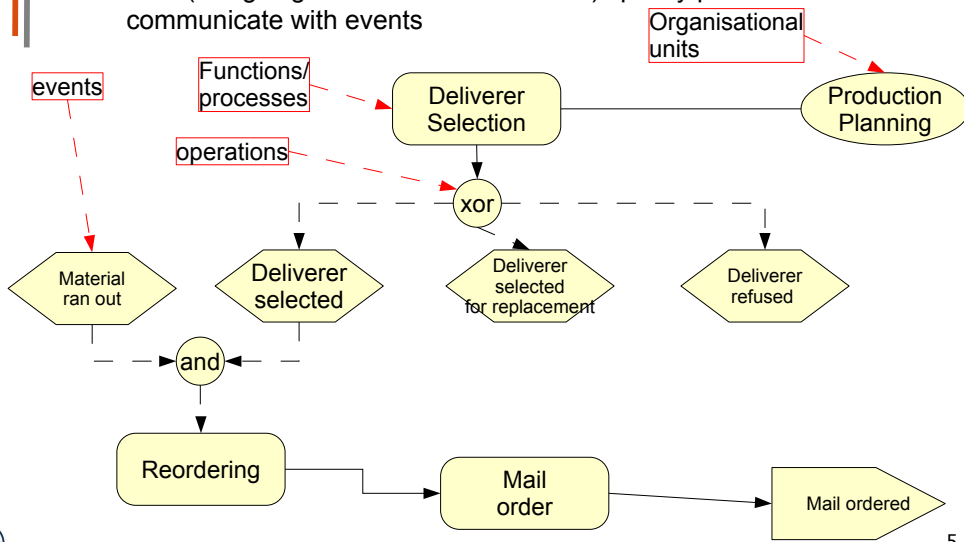 communicate with events
Organisational
units
Functions/
processes
events
Deliverer
Selection
Production
Planning
operations
xor
Material
ran out
Deliverer
selected
Deliverer
selected
for replacement
Deliverer
refused
and
Reordering
Mail
order
Mail ordered
5